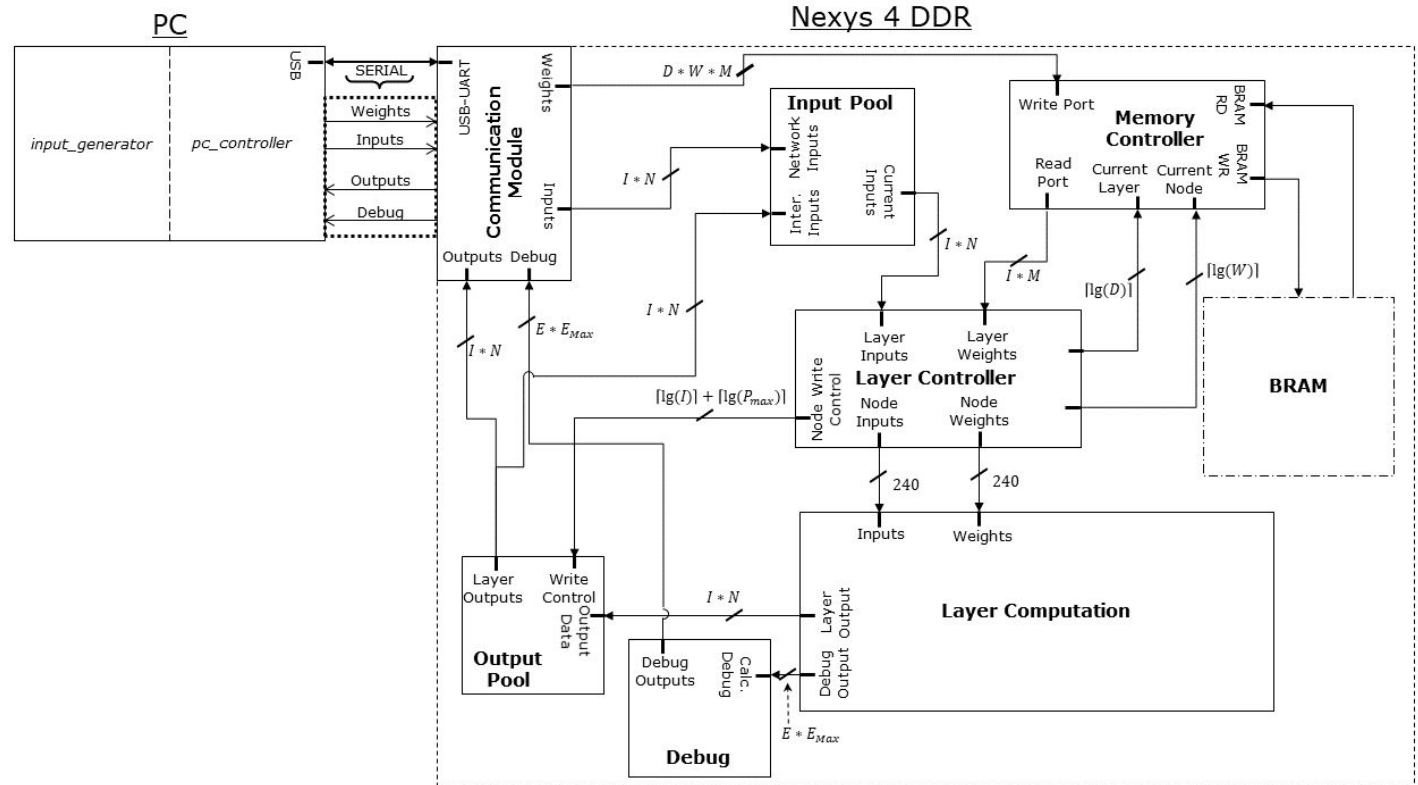 PC
Nexys 4 DDR
input_generator
pc_controller
USB
SERIAL
Weights
Inputs
Outputs
Debug
USB-UART
Communication
Module
Weights
Inputs
Outputs
Debug
D * W * M
I * N
I * N
E * E_Max
I * N
Input Pool
Network
Inputs
Inter.
Inputs
Current
Inputs
I * N
Memory
Controller
Write Port
Read
Port
Current
Layer
Current
Node
BRAM
RD
BRAM
WR
I * M
⌈lg(D)⌉
⌈lg(W)⌉
BRAM
Layer Controller
Layer
Inputs
Layer
Weights
Node Write
Control
Node
Inputs
Node
Weights
⌈lg(I)⌉ + ⌈lg(P_max)⌉
240
240
Layer Computation
Inputs
Weights
Layer
Output
Debug
Output
I * N
E * E_Max
Output
Pool
Layer
Outputs
Write
Control
Output
Data
Debug
Debug
Outputs
Calc.
Debug